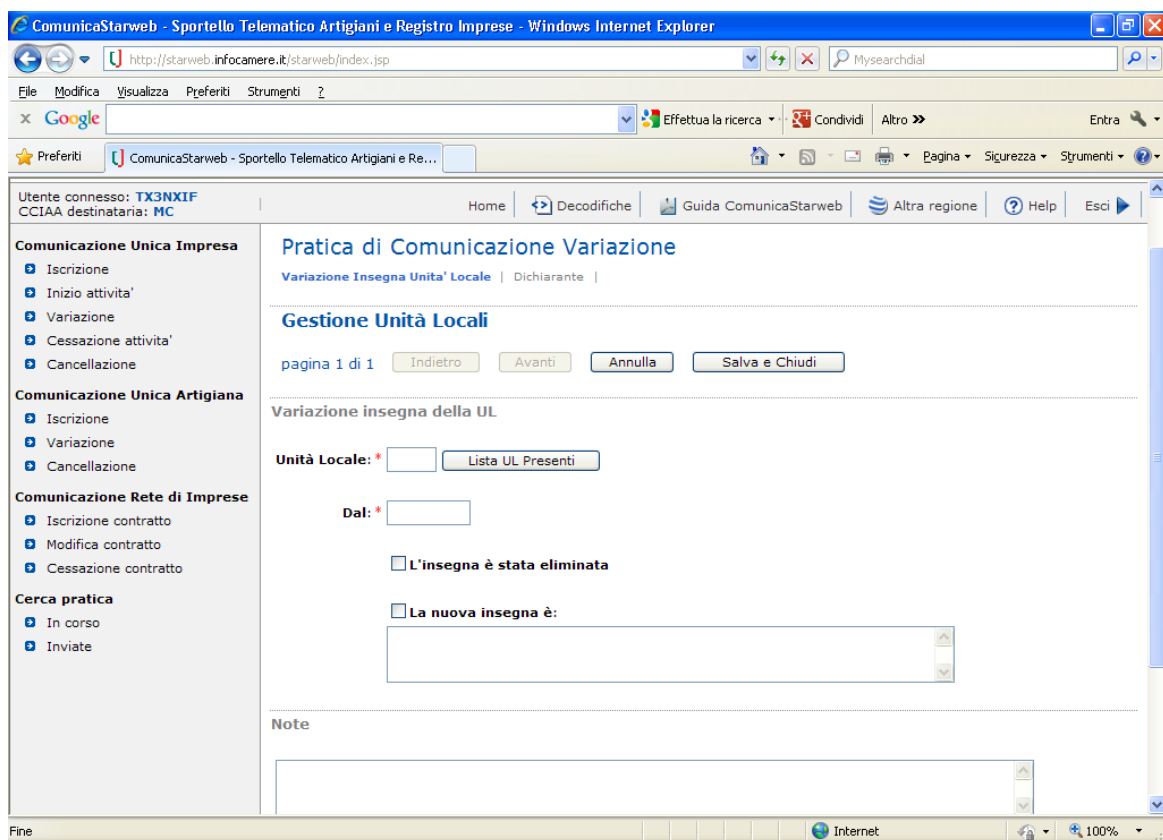 ComunicaStarweb - Sportello Telematico Artigiani e Registro Imprese - Windows Internet Explorer
http://starweb.infocamere.it/starweb/index.jsp
Mysearchdial
File Modifica Visualizza Preferiti Strumenti ?
x Google Effettua la ricerca Condividi Altro >> Entra
Preferiti ComunicaStarweb - Sportello Telematico Artigiani e Re... Pagina Sicurezza Strumenti
Utente connesso: TX3NXIF
CCIAA destinataria: MC
Home Decodifiche Guida ComunicaStarweb Altra regione Help Esci
Comunicazione Unica Impresa
Iscrizione
Inizio attivita'
Variazione
Cessazione attivita'
Cancellazione
Comunicazione Unica Artigiana
Iscrizione
Variazione
Cancellazione
Comunicazione Rete di Imprese
Iscrizione contratto
Modifica contratto
Cessazione contratto
Cerca pratica
In corso
Inviate
Pratica di Comunicazione Variazione
Variazione Insegna Unita' Locale | Dichiarante |
Gestione Unità Locali
pagina 1 di 1 Indietro Avanti Annulla Salva e Chiudi
Variazione insegna della UL
Unità Locale: * Lista UL Presenti
Dal: *
L'insegna è stata eliminata
La nuova insegna è:
Note
Fine Internet 100%